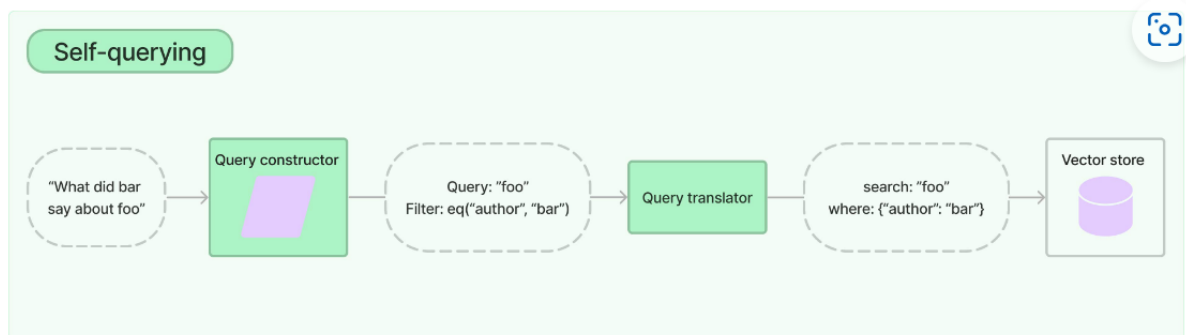 Self-querying
“What did bar
say about foo”
Query constructor
Query: “foo”
Filter: eq(“author”, “bar”)
Query translator
search: “foo”
where: {“author”: “bar”}
Vector store